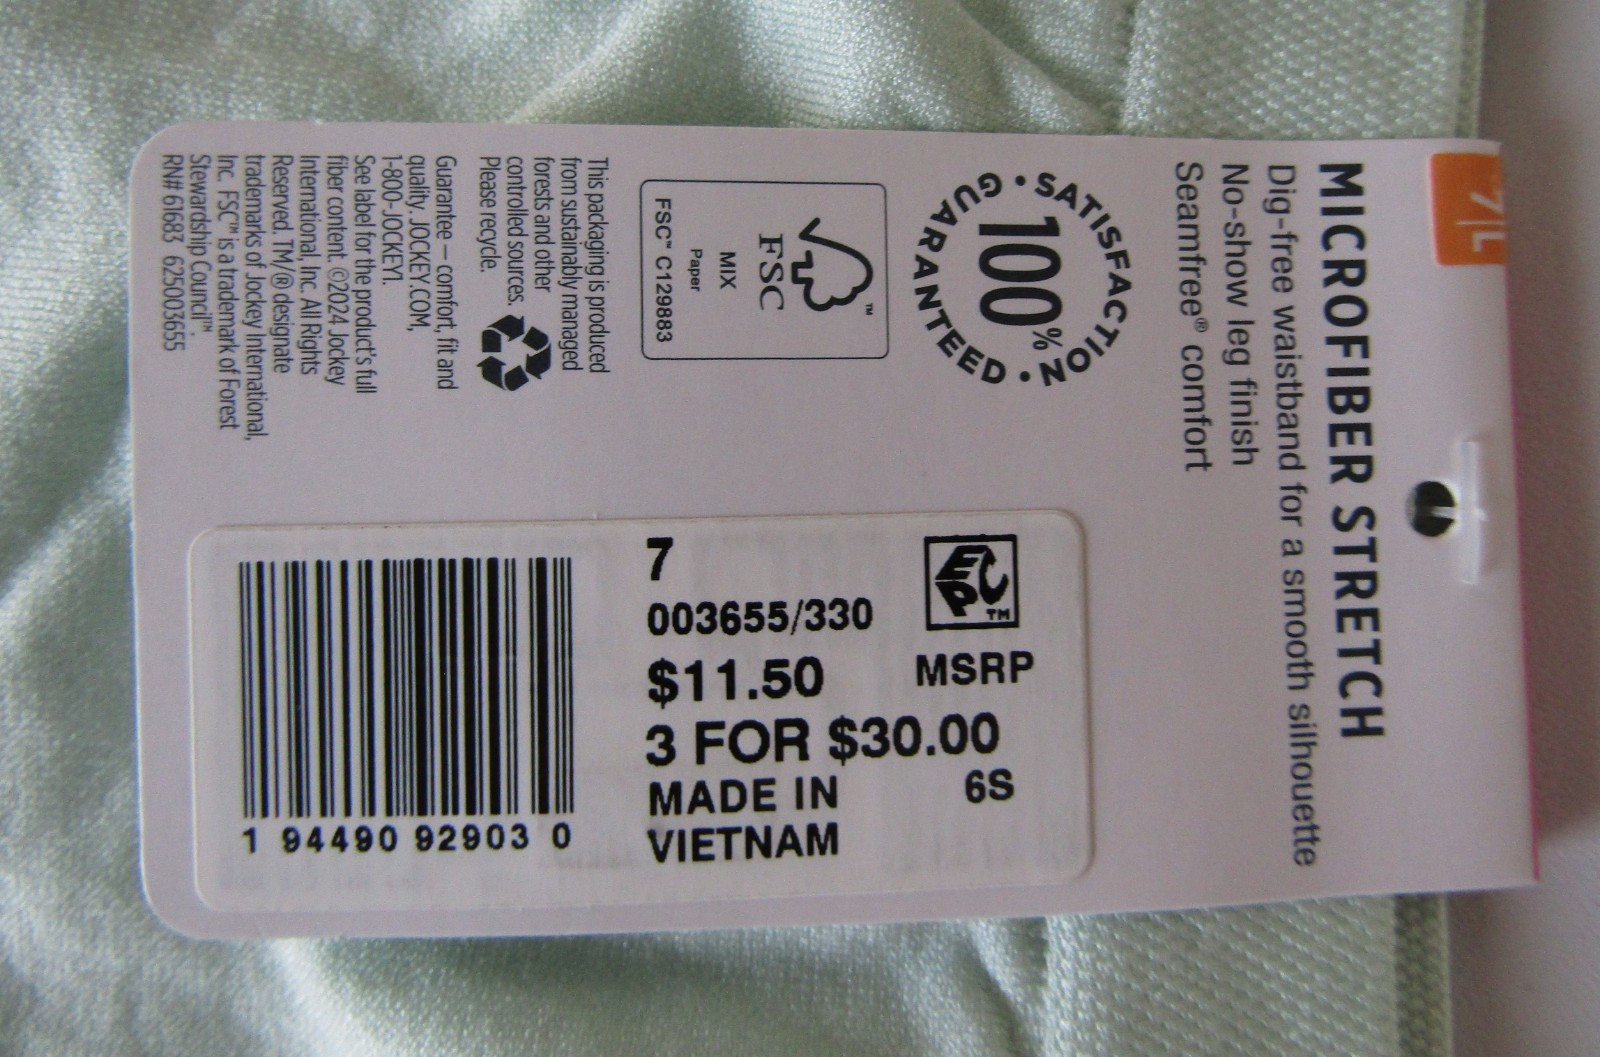 7/L
MICROFIBER STRETCH
Dig-free waistband for a smooth silhouette
No-show leg finish
Seamfree® comfort
• SATISFACTION • GUARANTEED
100%
FSC™
MIX
Paper
FSC™ C129883
This packaging is produced
from sustainably managed
forests and other
controlled sources.
Please recycle.
Guarantee — comfort, fit and
quality. JOCKEY.COM,
1-800-JOCKEY1.
See label for the product's full
fiber content. ©2024 Jockey
International, Inc. All Rights
Reserved. TM/® designate
trademarks of Jockey International,
Inc. FSC™ is a trademark of Forest
Stewardship Council™.
RN# 61683 625003655
7
003655/330
EPC™
$11.50 MSRP
3 FOR $30.00
MADE IN 6S
VIETNAM
1 94490 92903 0